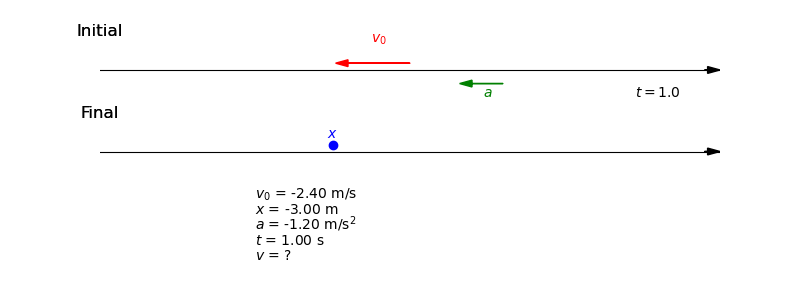 Initial
v₀
a
t = 1.0
Final
x
v₀ = -2.40 m/s
x = -3.00 m
a = -1.20 m/s²
t = 1.00 s
v = ?